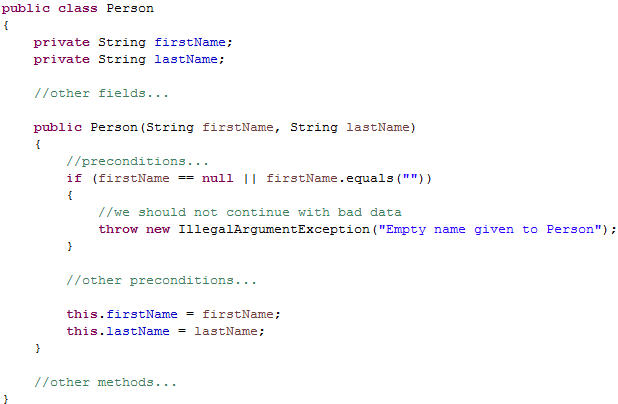 public class Person
{
    private String firstName;
    private String lastName;

    //other fields...

    public Person(String firstName, String lastName)
    {
        //preconditions...
        if (firstName == null || firstName.equals(""))
        {
            //we should not continue with bad data
            throw new IllegalArgumentException("Empty name given to Person");
        }

        //other preconditions...

        this.firstName = firstName;
        this.lastName = lastName;
    }

    //other methods...
}